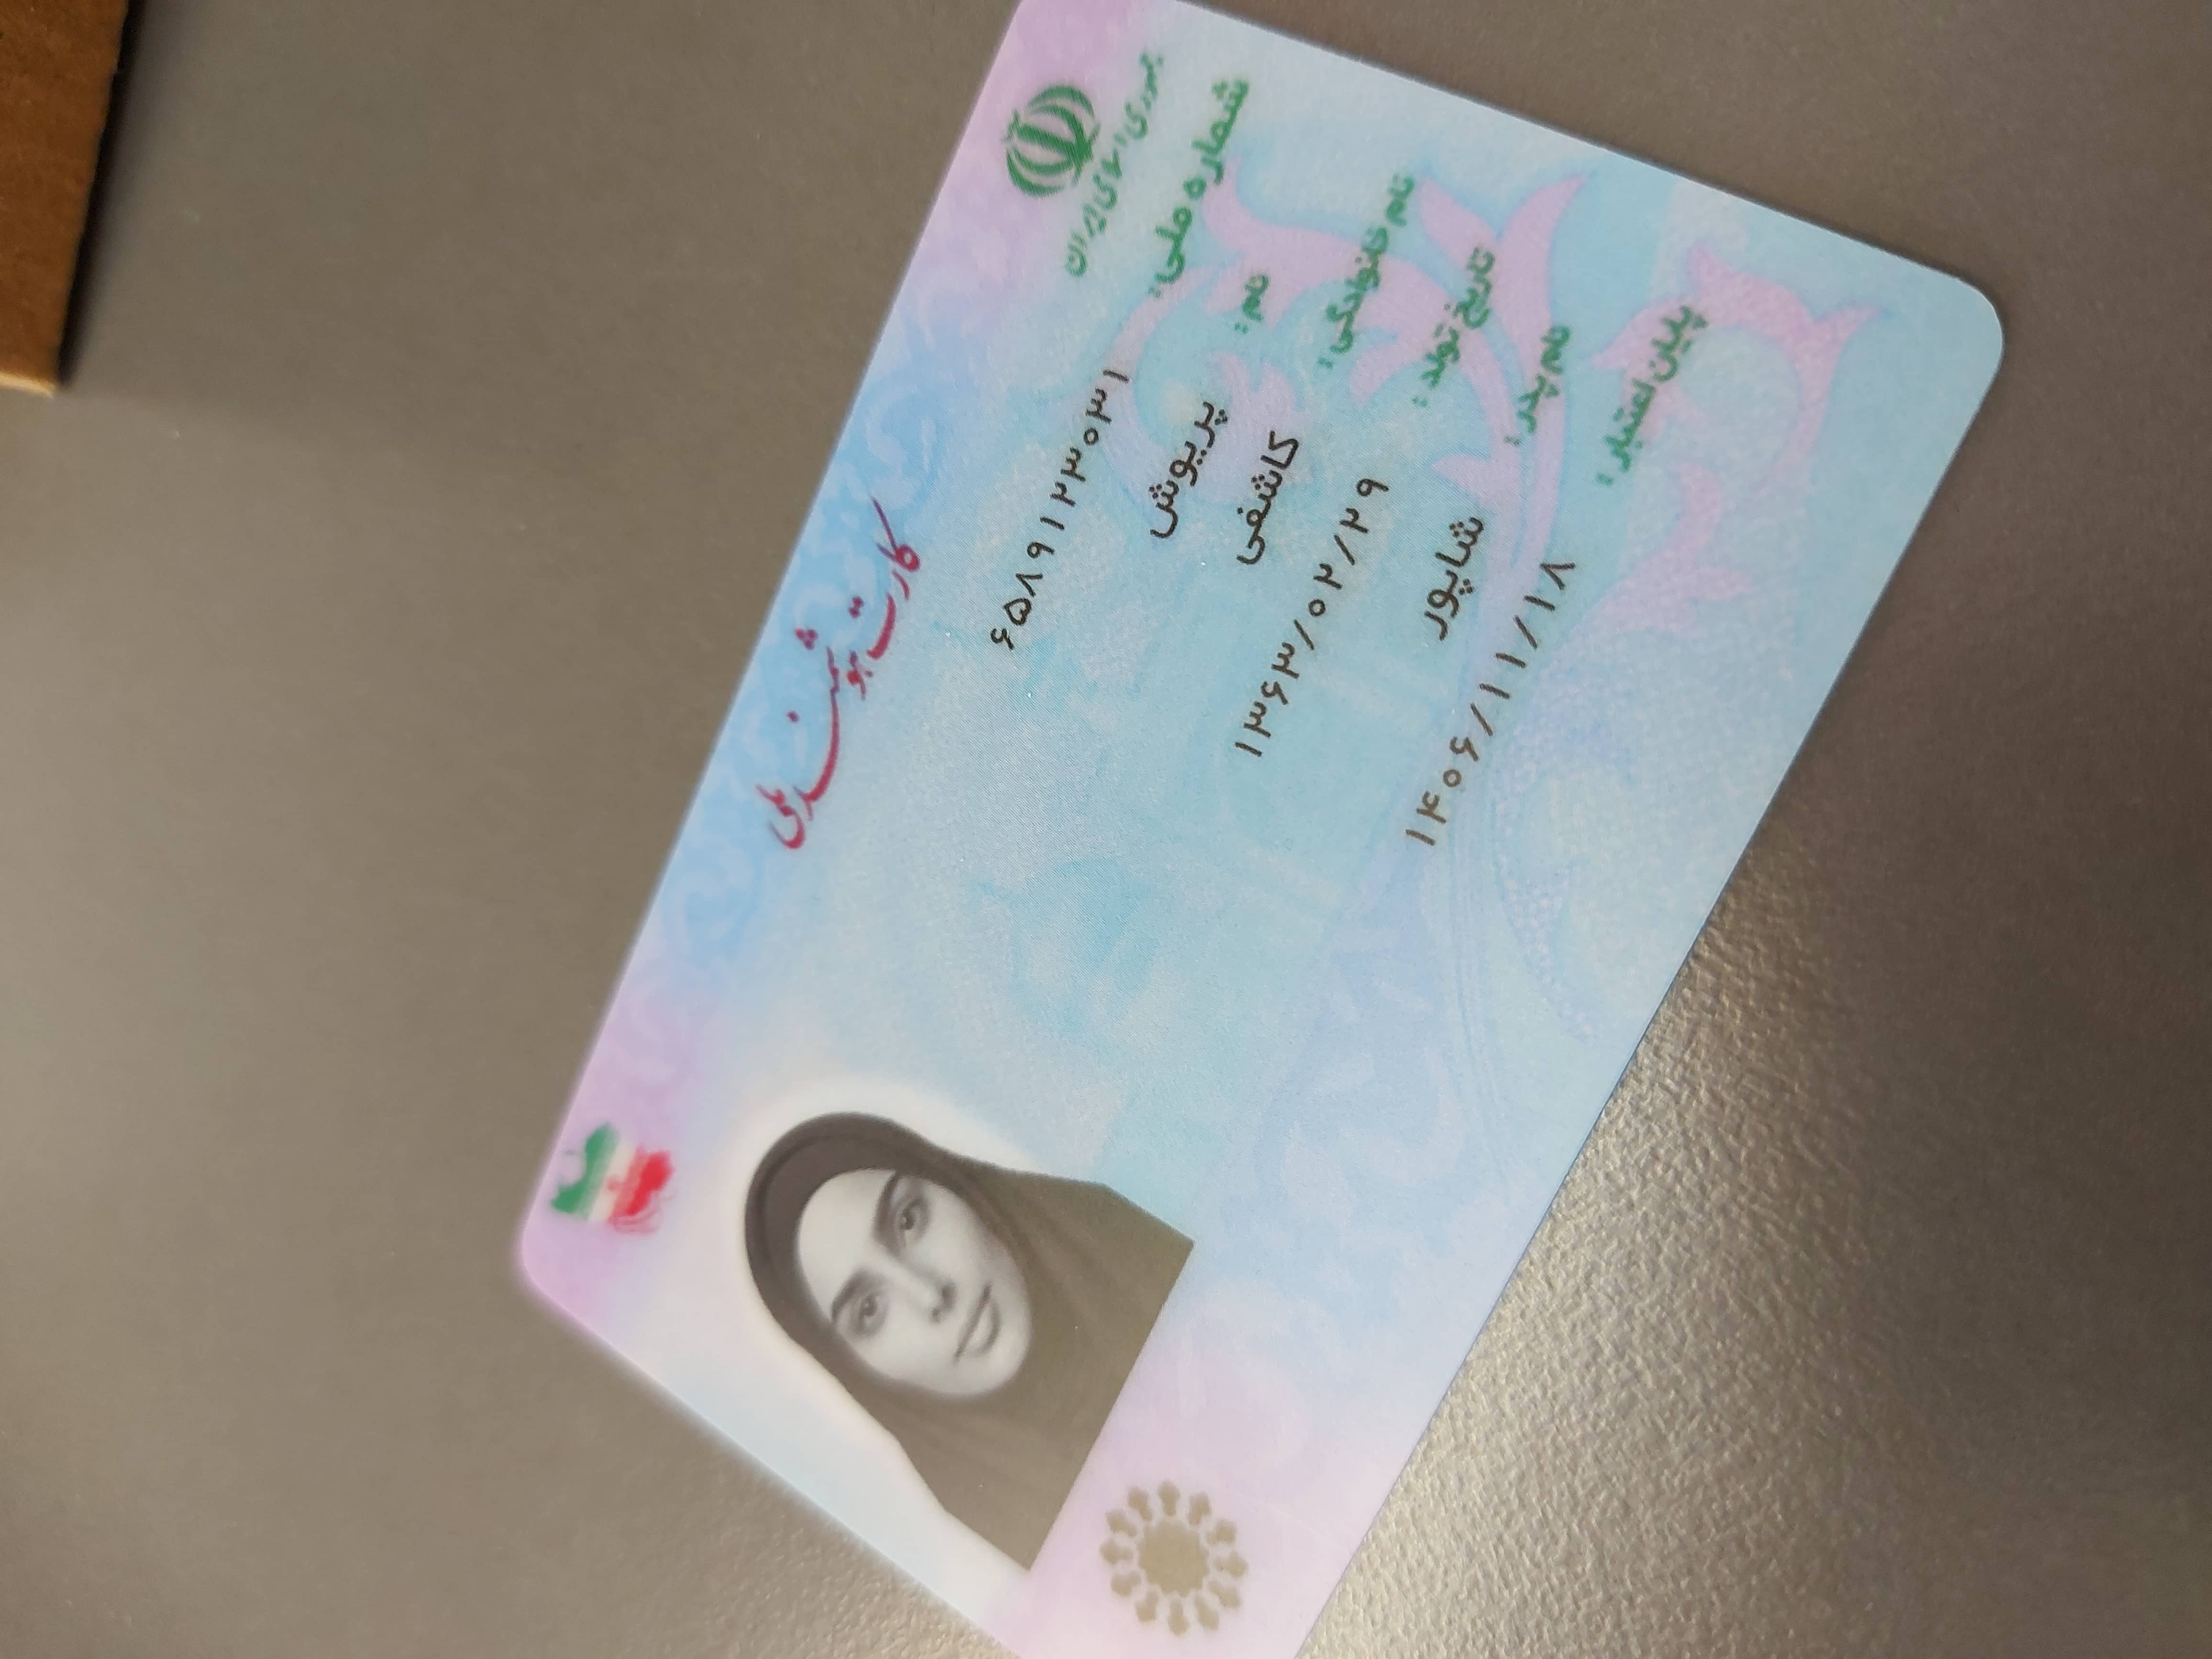 جمهوری اسلامی ایران
کارت هوشمند ملی
شماره ملی: ۶۵۸۹۱۲۳۰۳۱
نام: پریوش
نام خانوادگی: کاشفی
تاریخ تولد: ۱۳۶۳/۰۲/۲۹
نام پدر: شاپور
پایان اعتبار: ۱۴۰۶/۱۱/۱۸